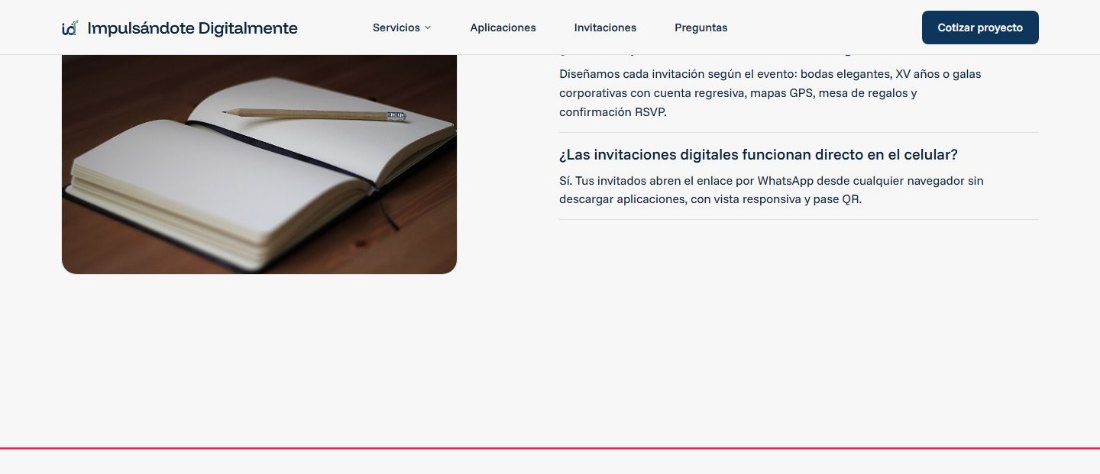 id Impulsándote Digitalmente
Servicios
Aplicaciones
Invitaciones
Preguntas
Cotizar proyecto
Diseñamos cada invitación según el evento: bodas elegantes, XV años o galas
corporativas con cuenta regresiva, mapas GPS, mesa de regalos y
confirmación RSVP.
¿Las invitaciones digitales funcionan directo en el celular?
Sí. Tus invitados abren el enlace por WhatsApp desde cualquier navegador sin
descargar aplicaciones, con vista responsiva y pase QR.